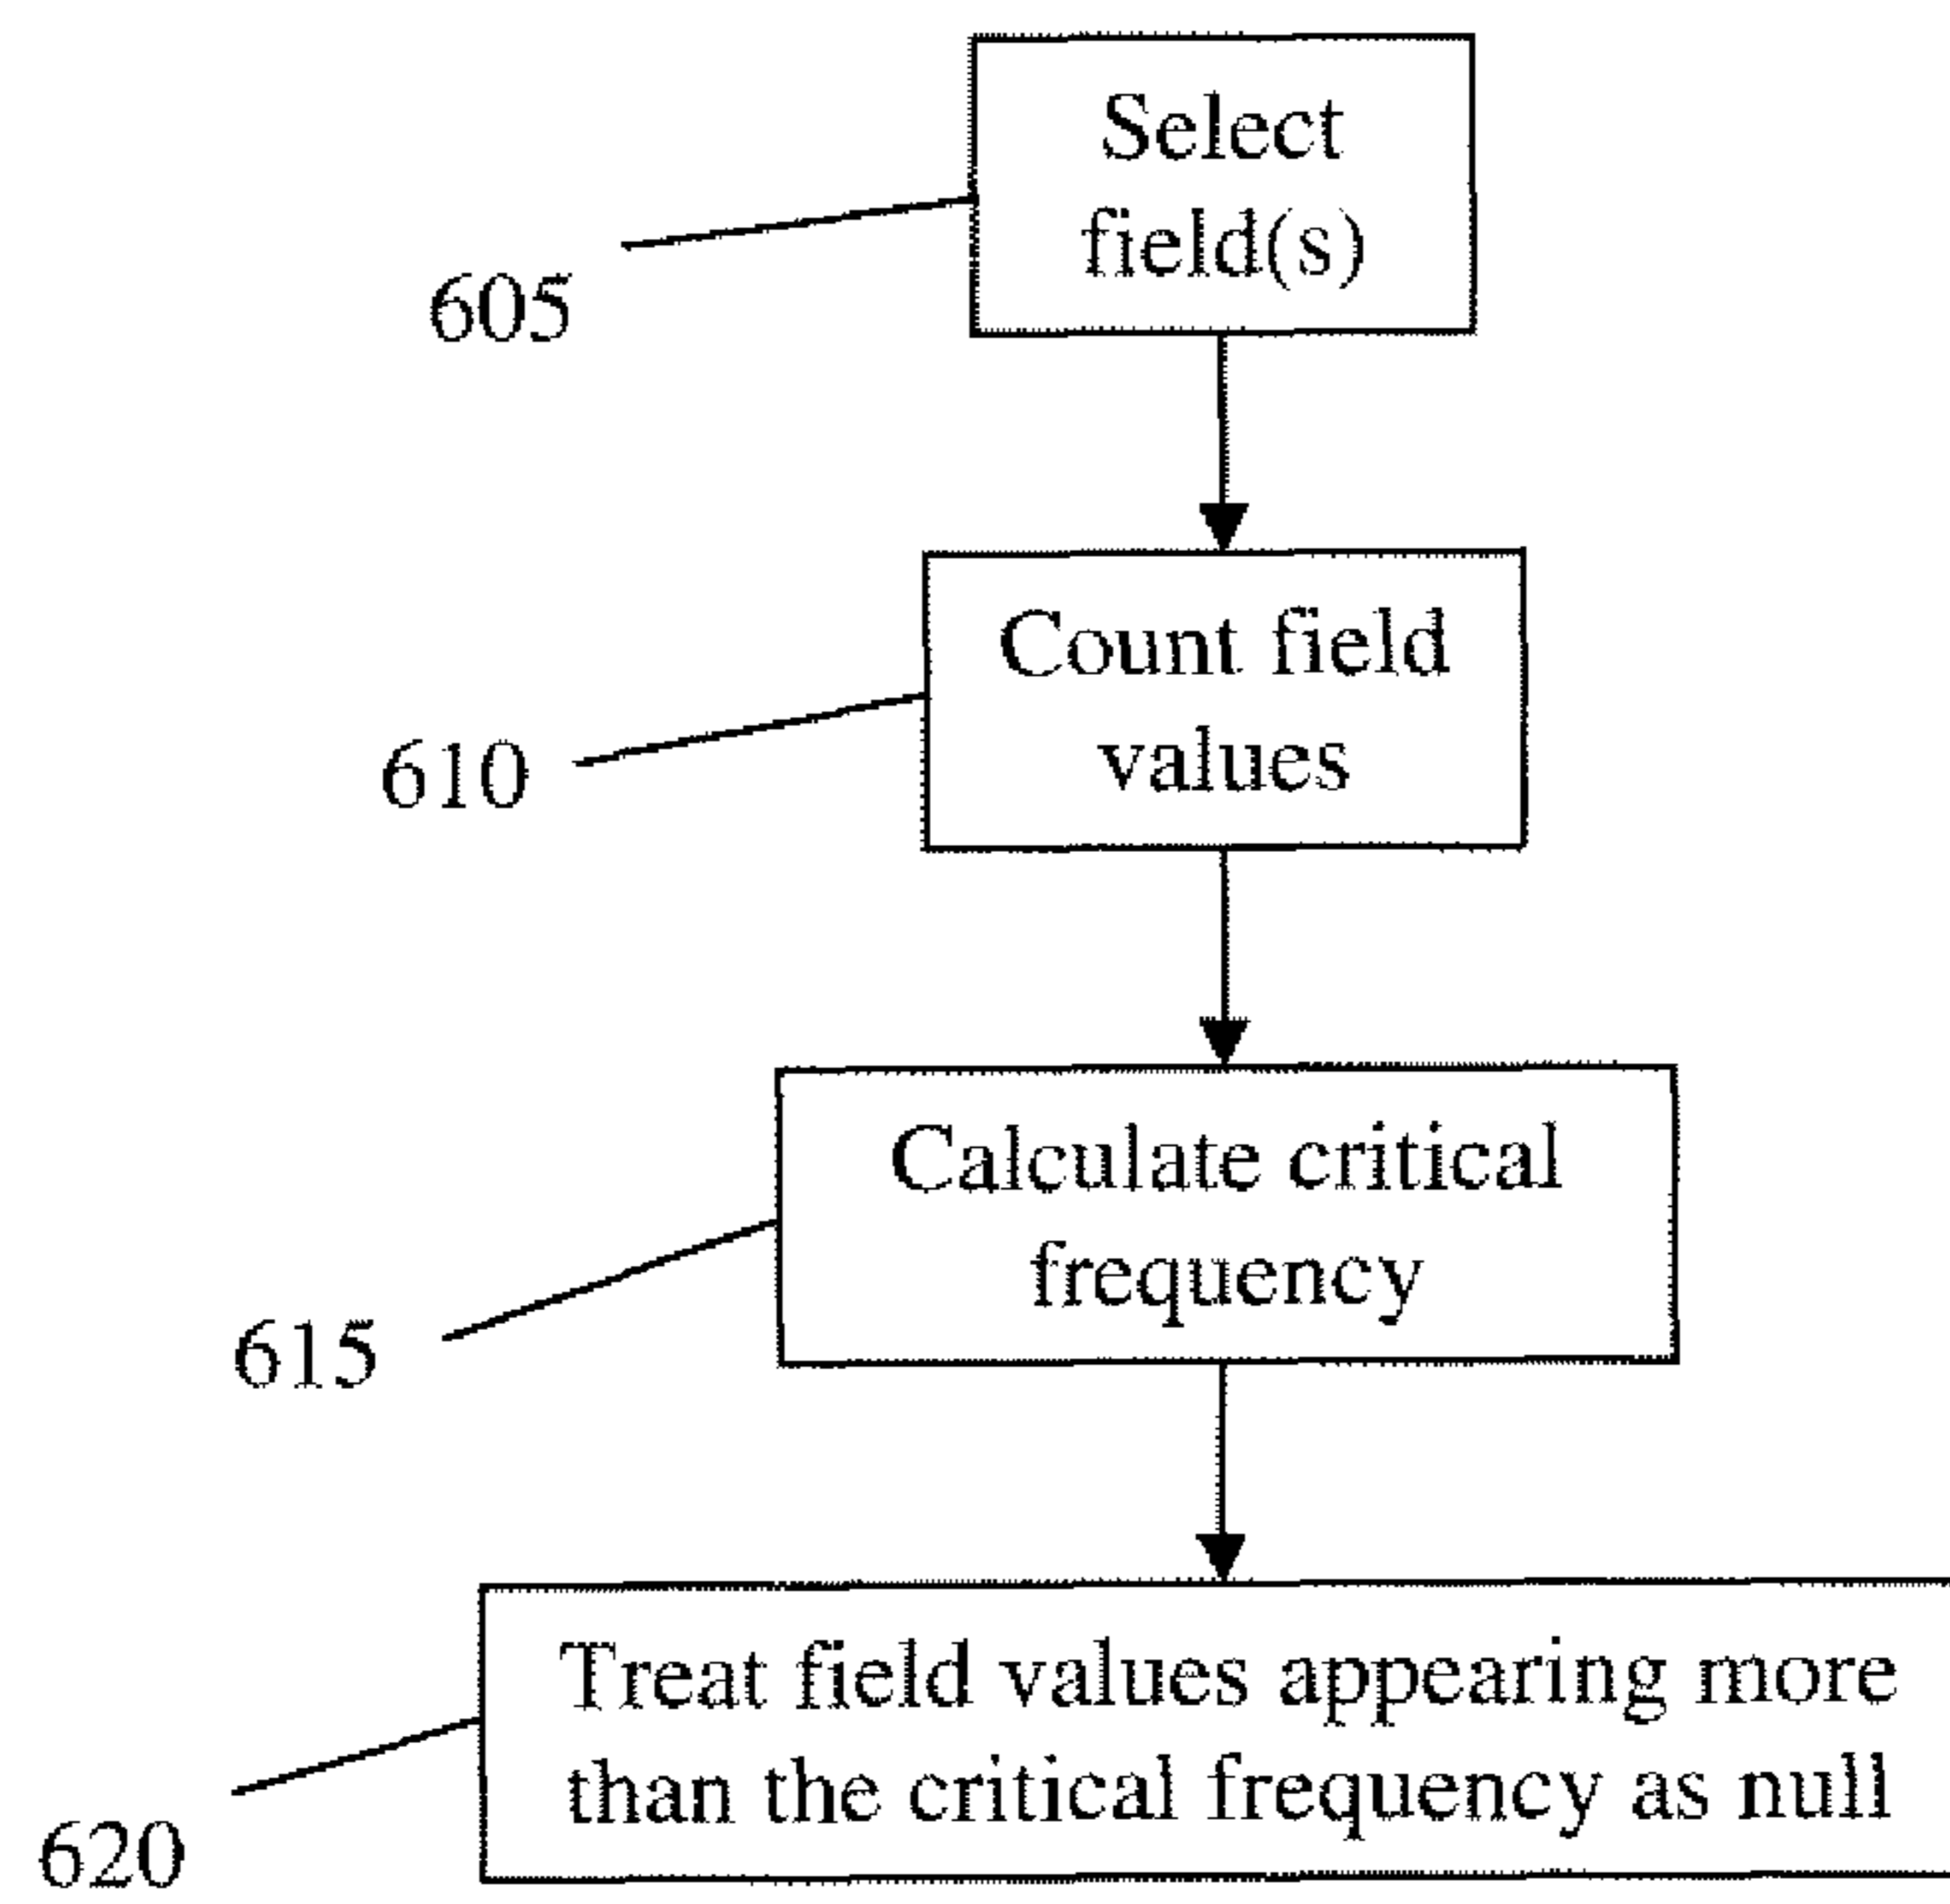 Select
field(s)
605
Count field
values
610
Calculate critical
frequency
615
Treat field values appearing more
than the critical frequency as null
620